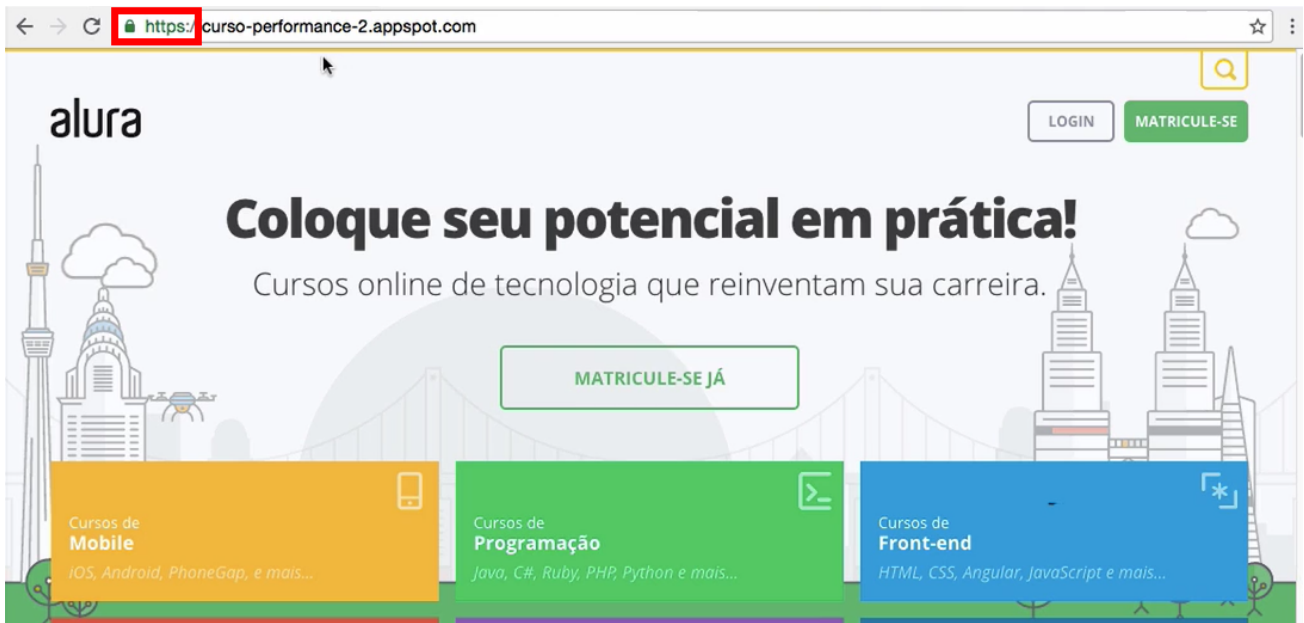 https:/curso-performance-2.appspot.com
alura
LOGIN
MATRICULE-SE
Coloque seu potencial em prática!
Cursos online de tecnologia que reinventam sua carreira.
MATRICULE-SE JÁ
Cursos de
Mobile
iOS, Android, PhoneGap, e mais...
Cursos de
Programação
Java, C#, Ruby, PHP, Python e mais...
Cursos de
Front-end
HTML, CSS, Angular, JavaScript e mais...